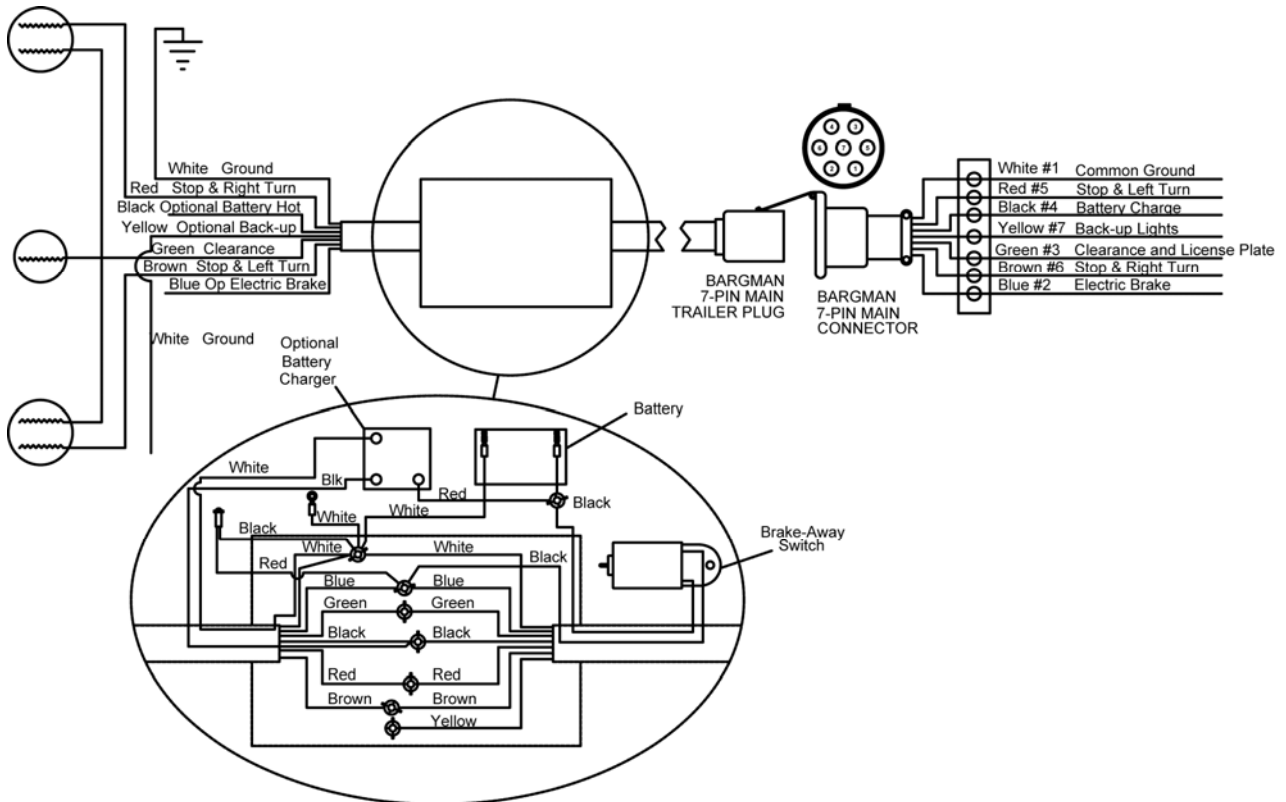 White Ground
Red Stop & Right Turn
Black Optional Battery Hot
Yellow Optional Back-up
Green Clearance
Brown Stop & Left Turn
Blue Op Electric Brake
White Ground
BARGMAN
7-PIN MAIN
TRAILER PLUG
BARGMAN
7-PIN MAIN
CONNECTOR
4 3
7
2 1
White #1 Common Ground
Red #5 Stop & Left Turn
Black #4 Battery Charge
Yellow #7 Back-up Lights
Green #3 Clearance and License Plate
Brown #6 Stop & Right Turn
Blue #2 Electric Brake
Optional
Battery
Charger
Battery
White
Blk
Red
Black
White
White
Black
Brake-Away
Switch
White
White
Black
Red
Blue
Blue
Green
Green
Black
Black
Red
Red
Brown
Brown
Yellow